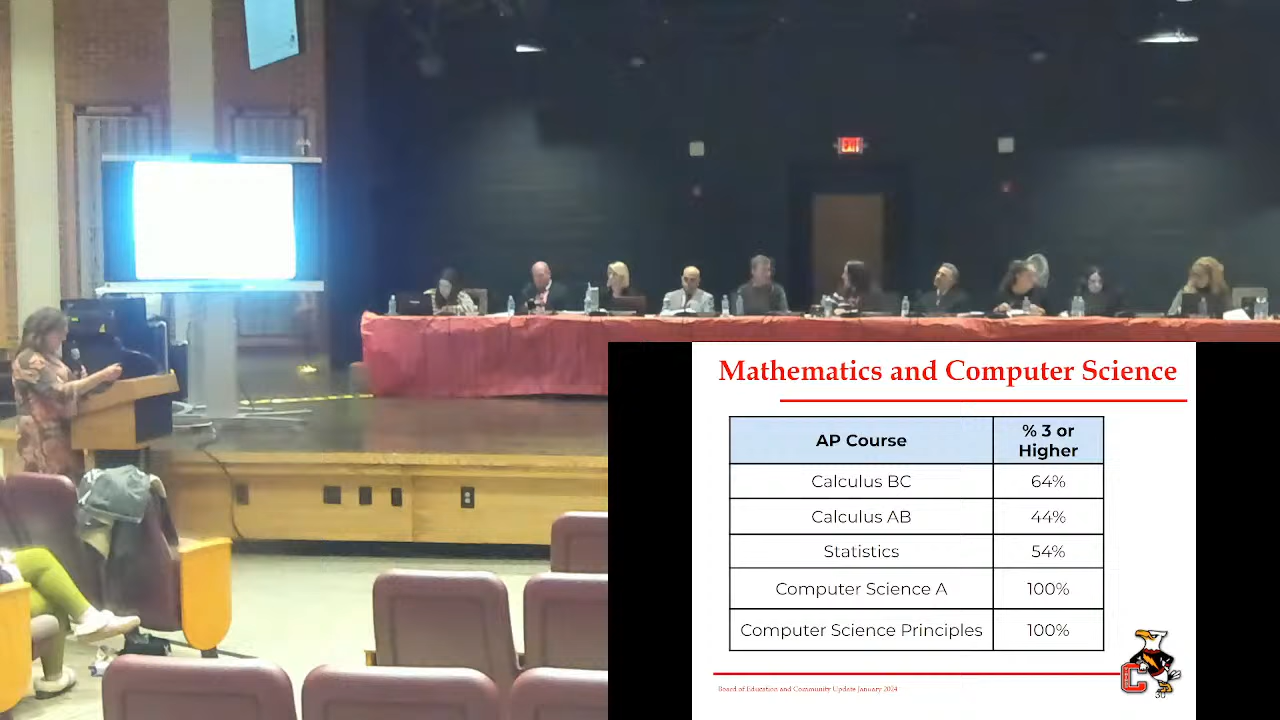 EXIT
Mathematics and Computer Science
AP Course
% 3 or
Higher
Calculus BC
64%
Calculus AB
44%
Statistics
54%
Computer Science A
100%
Computer Science Principles
100%
Board of Education and Community Update January 2024
C
30